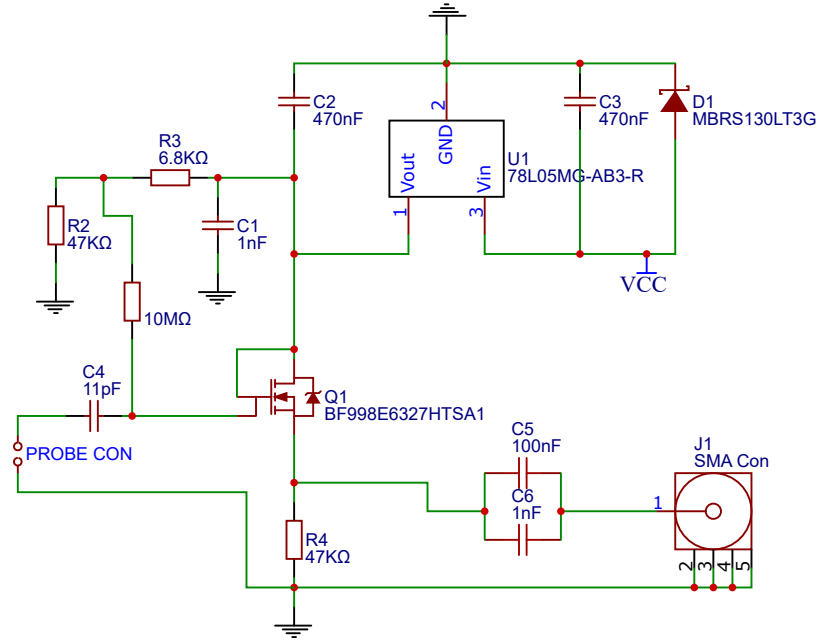 C2
470nF
2
GND
Vout
Vin
1
3
U1
78L05MG-AB3-R
C3
470nF
D1
MBRS130LT3G
VCC
R3
6.8KΩ
R2
47KΩ
C1
1nF
10MΩ
C4
11pF
PROBE CON
Q1
BF998E6327HTSA1
C5
100nF
C6
1nF
J1
SMA Con
1
2
3
4
5
R4
47KΩ